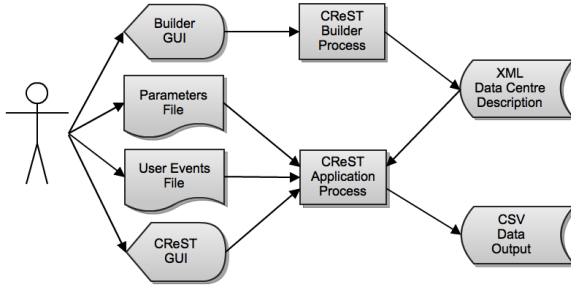 Builder
GUI
CReST
Builder
Process
XML
Data Centre
Description
Parameters
File
User Events
File
CReST
Application
Process
CReST
GUI
CSV
Data
Output